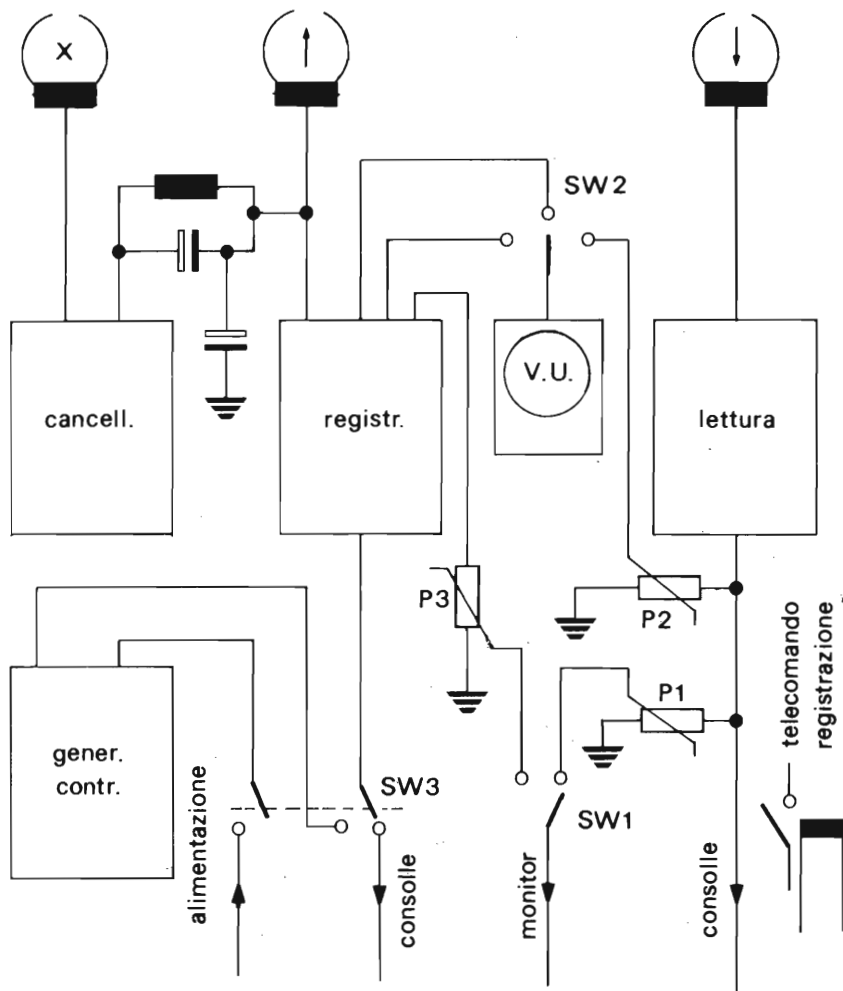 X
SW2
V.U.
cancell.
registr.
lettura
P3
P2
P1
telecomando
registrazione
gener.
contr.
SW3
SW1
alimentazione
consolle
monitor
consolle